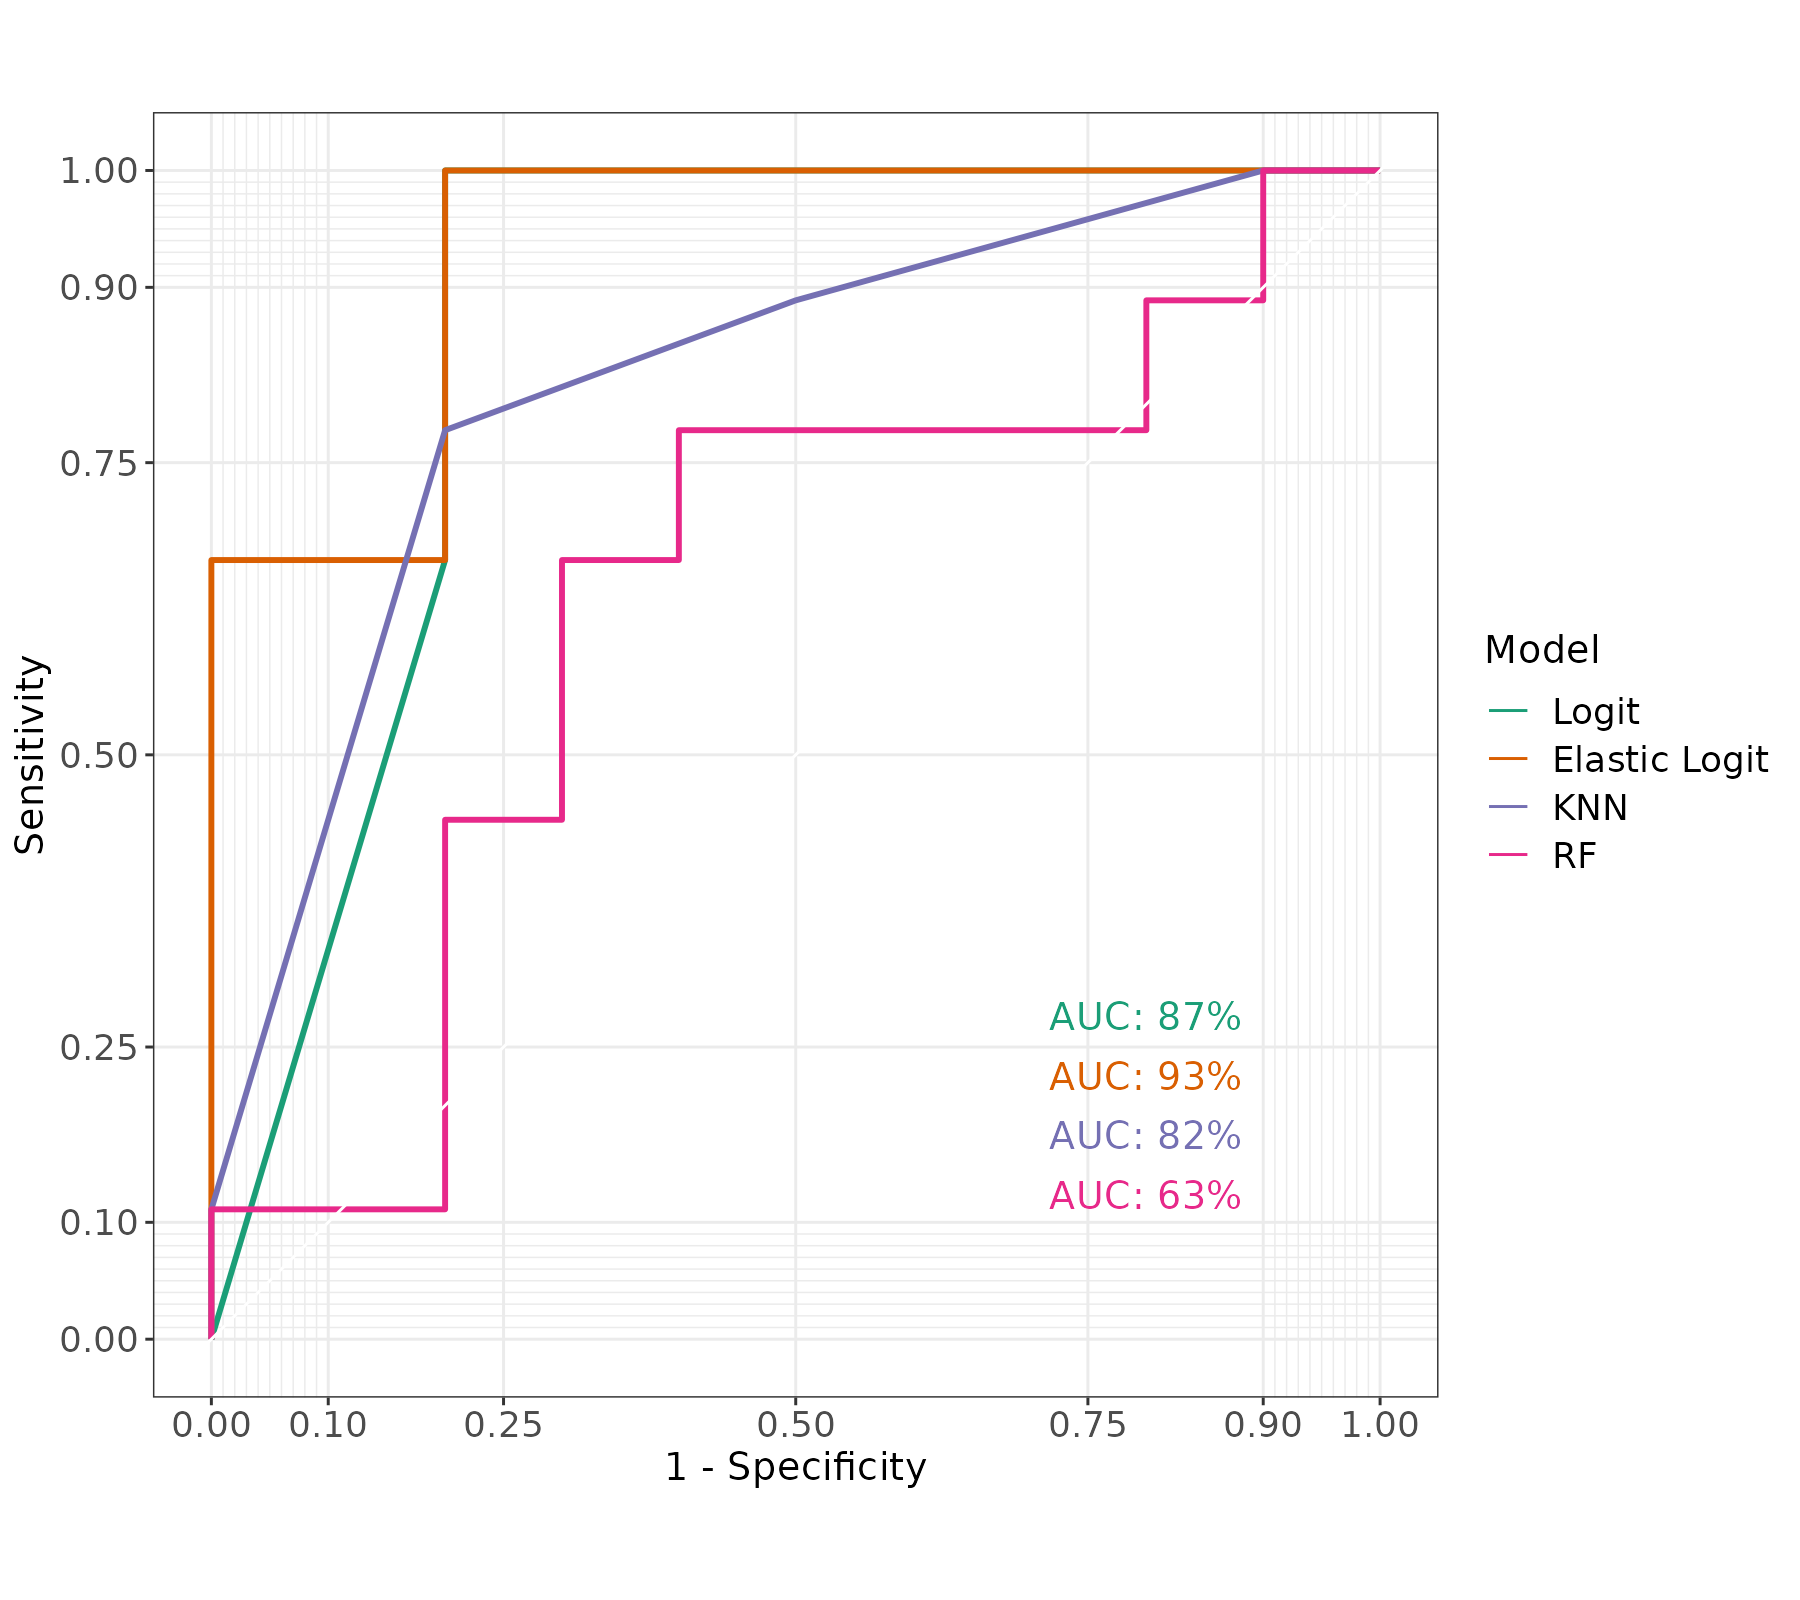 1.00
0.90
0.75
0.50
0.25
0.10
0.00
Sensitivity
AUC: 87%
AUC: 93%
AUC: 82%
AUC: 63%
0.00 0.10 0.25 0.50 0.75 0.90 1.00
1 - Specificity
Model
Logit
Elastic Logit
KNN
RF